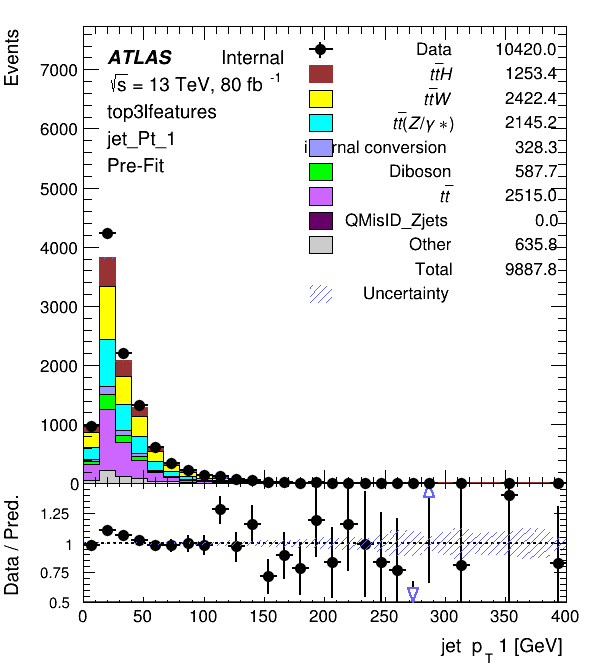 Events
ATLAS Internal
√s = 13 TeV, 80 fb -1
top3lfeatures
jet_Pt_1
Pre-Fit
Data 10420.0
tt̄H 1253.4
tt̄W 2422.4
tt̄(Z/γ *) 2145.2
internal conversion 328.3
Diboson 587.7
tt̄ 2515.0
QMisID_Zjets 0.0
Other 635.8
Total 9887.8
Uncertainty
7000
6000
5000
4000
3000
2000
1000
0
Data / Pred.
1.25
1
0.75
0.5
0 50 100 150 200 250 300 350 400
jet p_T 1 [GeV]